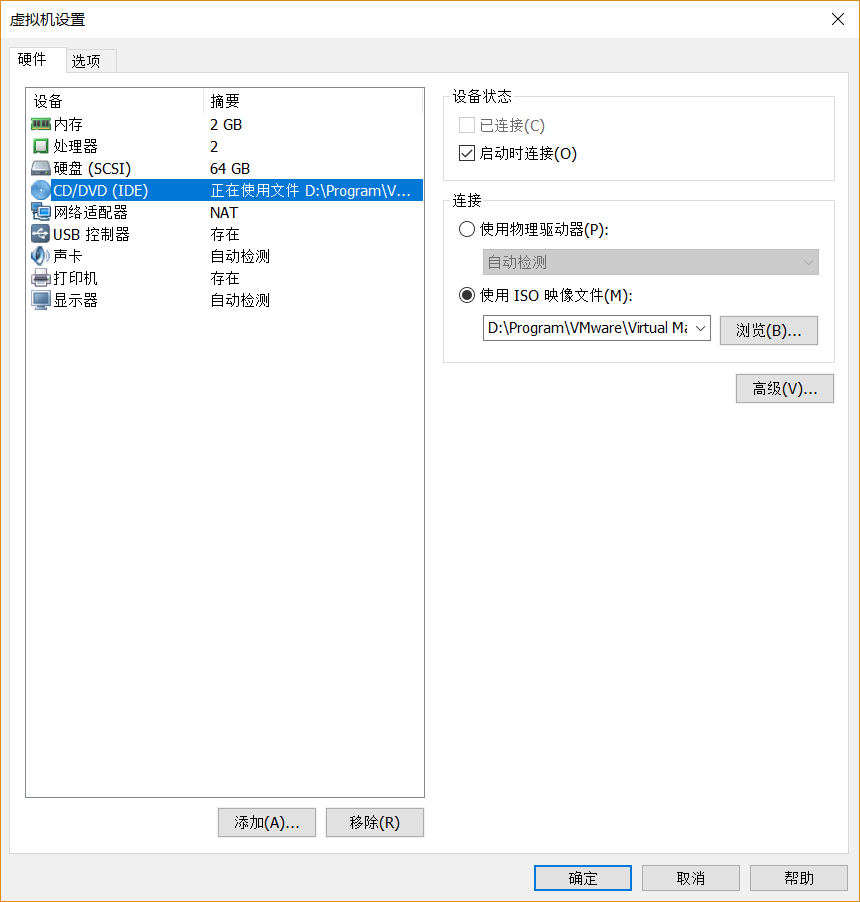 虚拟机设置
硬件 选项
设备 摘要
内存 2 GB
处理器 2
硬盘 (SCSI) 64 GB
CD/DVD (IDE) 正在使用文件 D:\Program\V...
网络适配器 NAT
USB 控制器 存在
声卡 自动检测
打印机 存在
显示器 自动检测
添加(A)... 移除(R)
设备状态
已连接(C)
启动时连接(O)
连接
使用物理驱动器(P):
自动检测
使用 ISO 映像文件(M):
D:\Program\VMware\Virtual Ma 浏览(B)...
高级(V)...
确定 取消 帮助